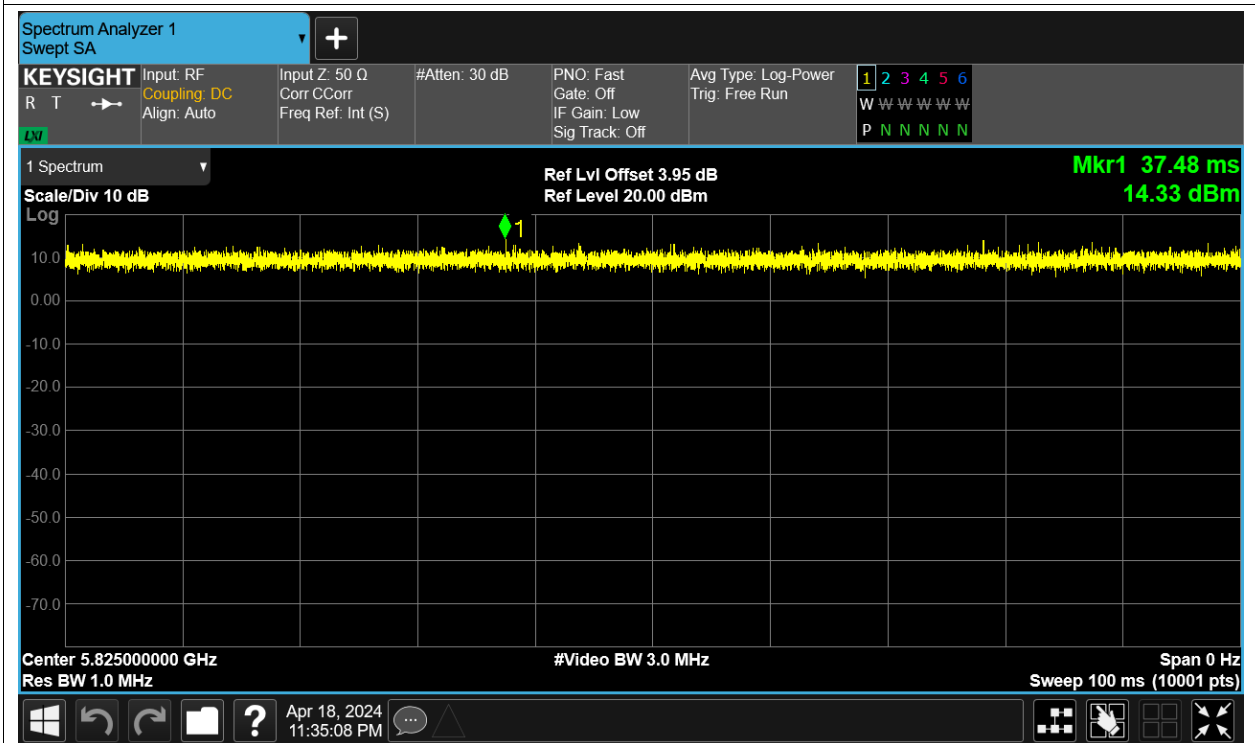 Spectrum Analyzer 1
Swept SA
KEYSIGHT
R T
LXI
Input: RF
Coupling: DC
Align: Auto
Input Z: 50 Ω
Corr CCorr
Freq Ref: Int (S)
#Atten: 30 dB
PNO: Fast
Gate: Off
IF Gain: Low
Sig Track: Off
Avg Type: Log-Power
Trig: Free Run
1 2 3 4 5 6
W W W W W W
P N N N N N
1 Spectrum
Scale/Div 10 dB
Log
Ref Lvl Offset 3.95 dB
Ref Level 20.00 dBm
Mkr1 37.48 ms
14.33 dBm
1
10.0
0.00
-10.0
-20.0
-30.0
-40.0
-50.0
-60.0
-70.0
Center 5.825000000 GHz
Res BW 1.0 MHz
#Video BW 3.0 MHz
Span 0 Hz
Sweep 100 ms (10001 pts)
?
Apr 18, 2024
11:35:08 PM